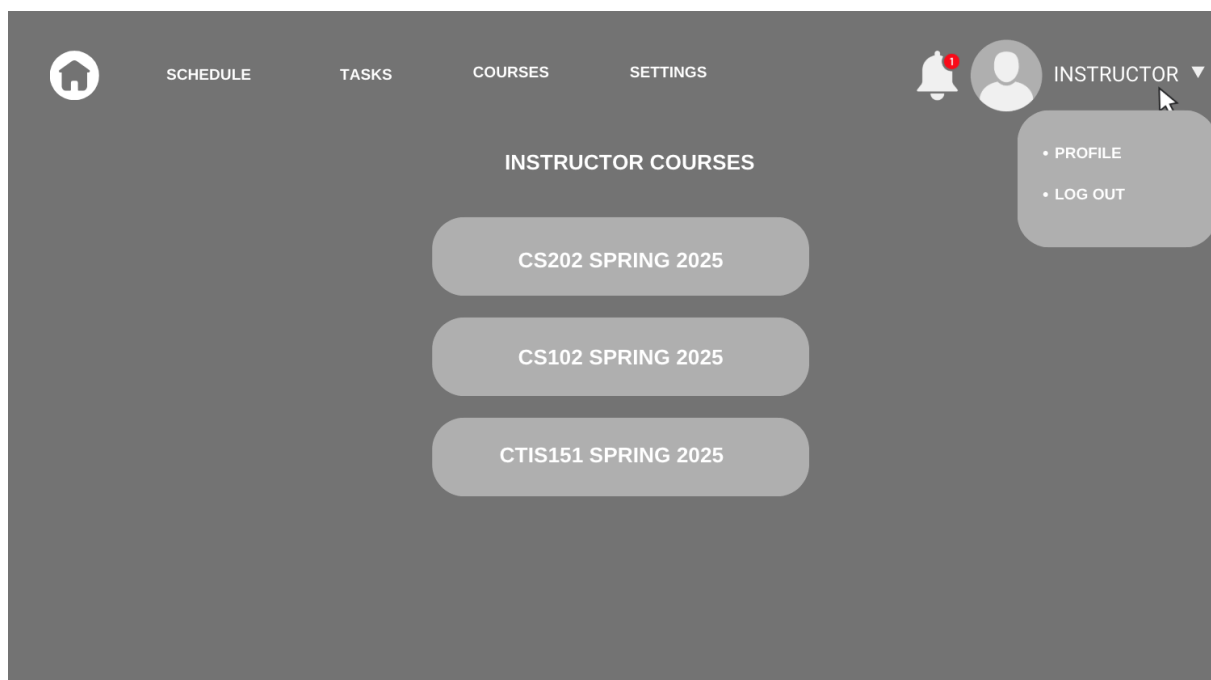 SCHEDULE
TASKS
COURSES
SETTINGS
1
INSTRUCTOR
• PROFILE
• LOG OUT
INSTRUCTOR COURSES
CS202 SPRING 2025
CS102 SPRING 2025
CTIS151 SPRING 2025